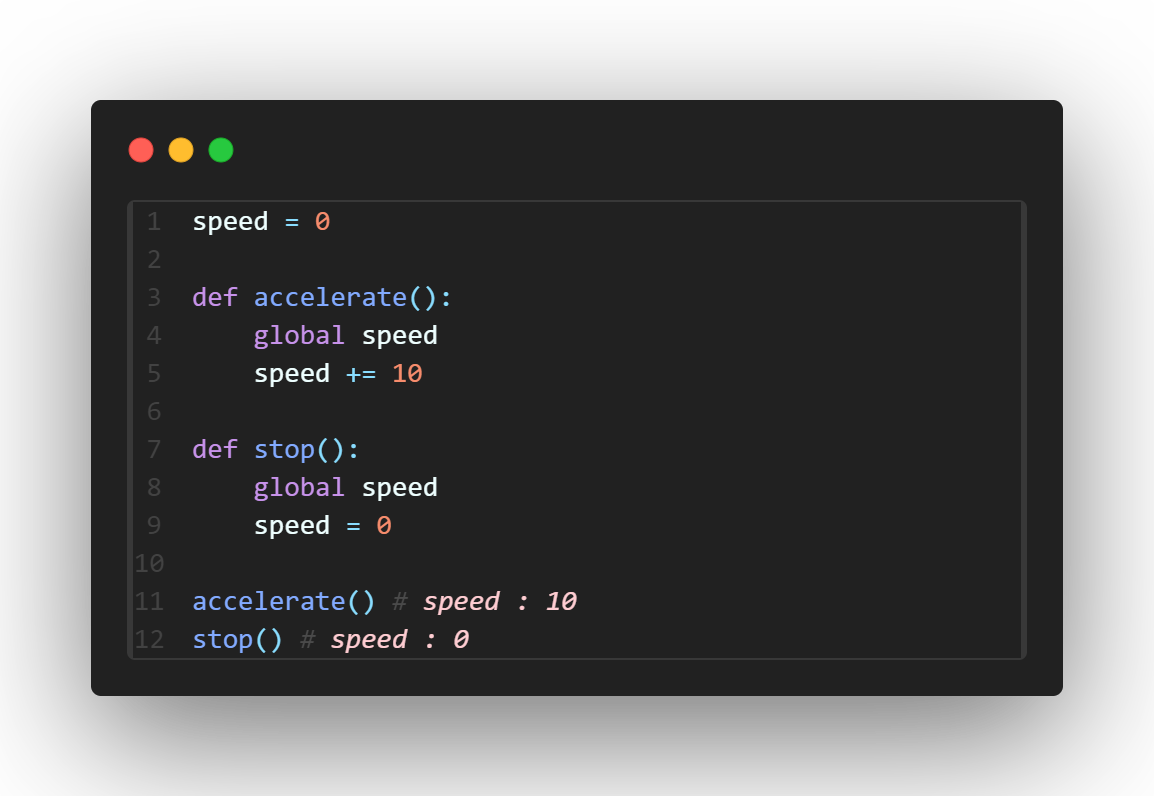 1 speed = 0
2
3 def accelerate():
4     global speed
5     speed += 10
6
7 def stop():
8     global speed
9     speed = 0
10
11 accelerate() # speed : 10
12 stop() # speed : 0